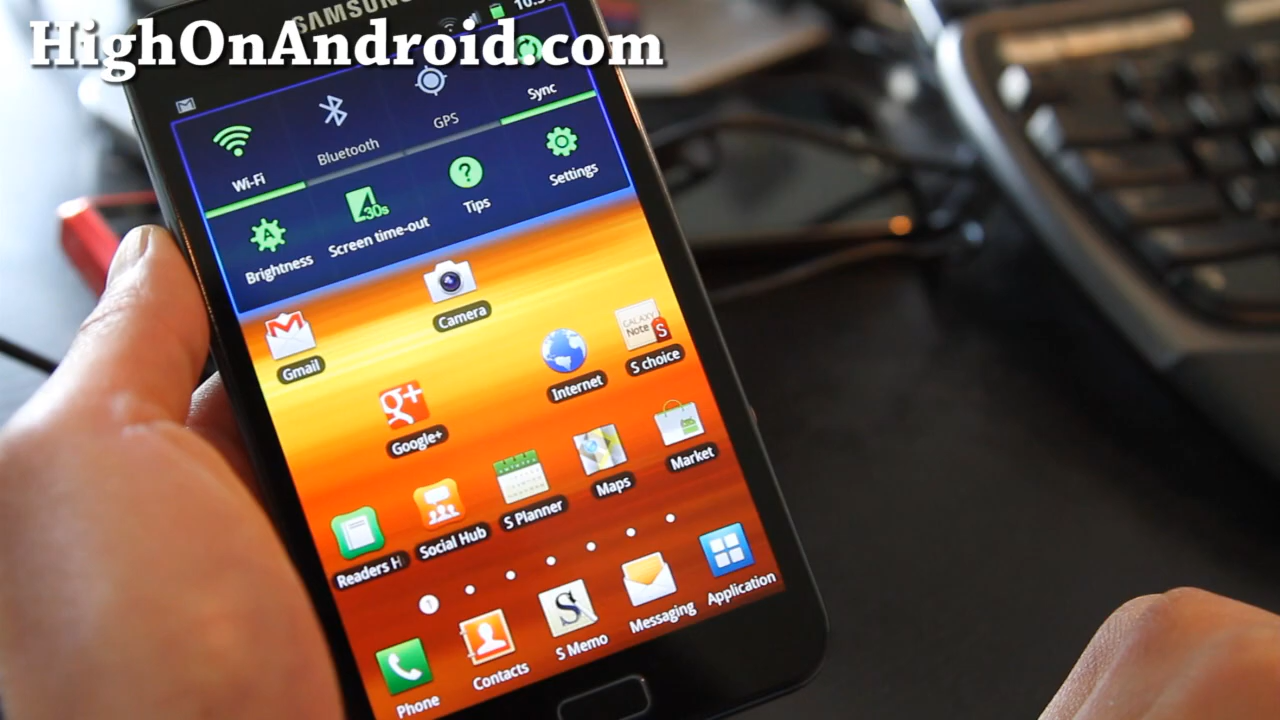 HighOnAndroid.com
SAMSUNG
Wi-Fi
Bluetooth
GPS
Sync
Brightness
A
Screen time-out
30s
Tips
?
Settings
Camera
Gmail
Internet
GALAXY
Note
S
S choice
g+
Google+
Readers H
Social Hub
S Planner
Maps
Market
1
Phone
Contacts
S
S Memo
Messaging
Application